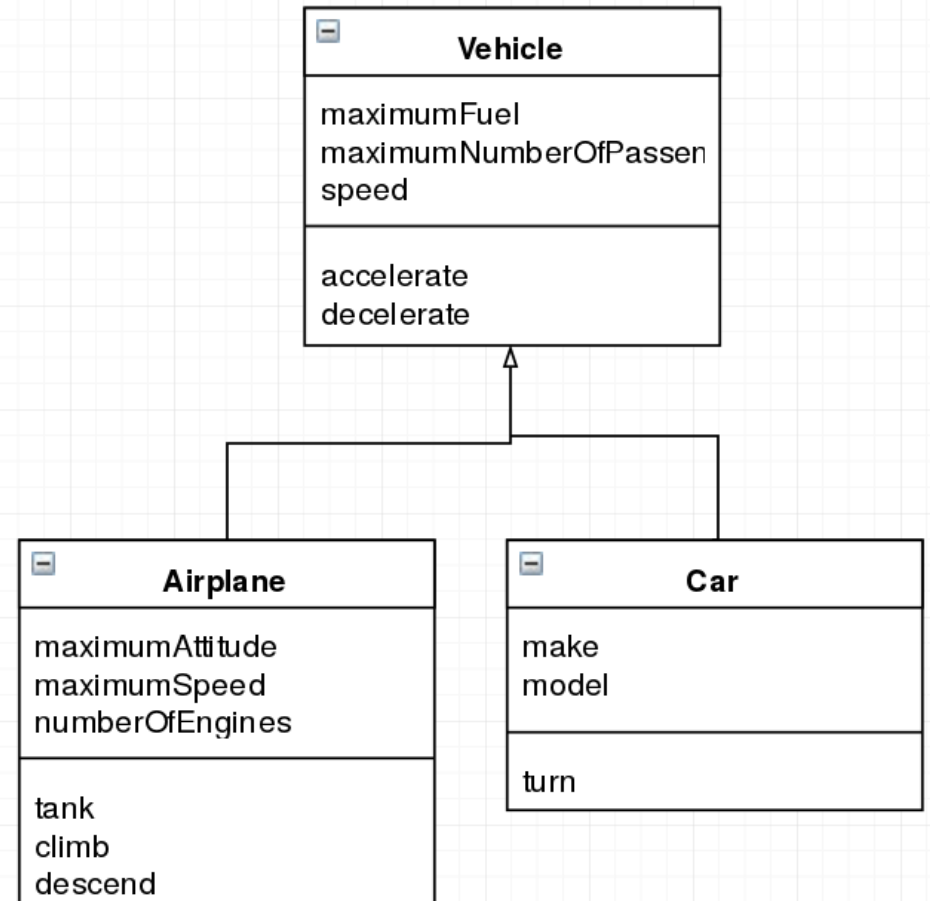 Vehicle
maximumFuel
maximumNumberOfPassen
speed
accelerate
decelerate
Airplane
maximumAttitude
maximumSpeed
numberOfEngines
tank
climb
descend
Car
make
model
turn